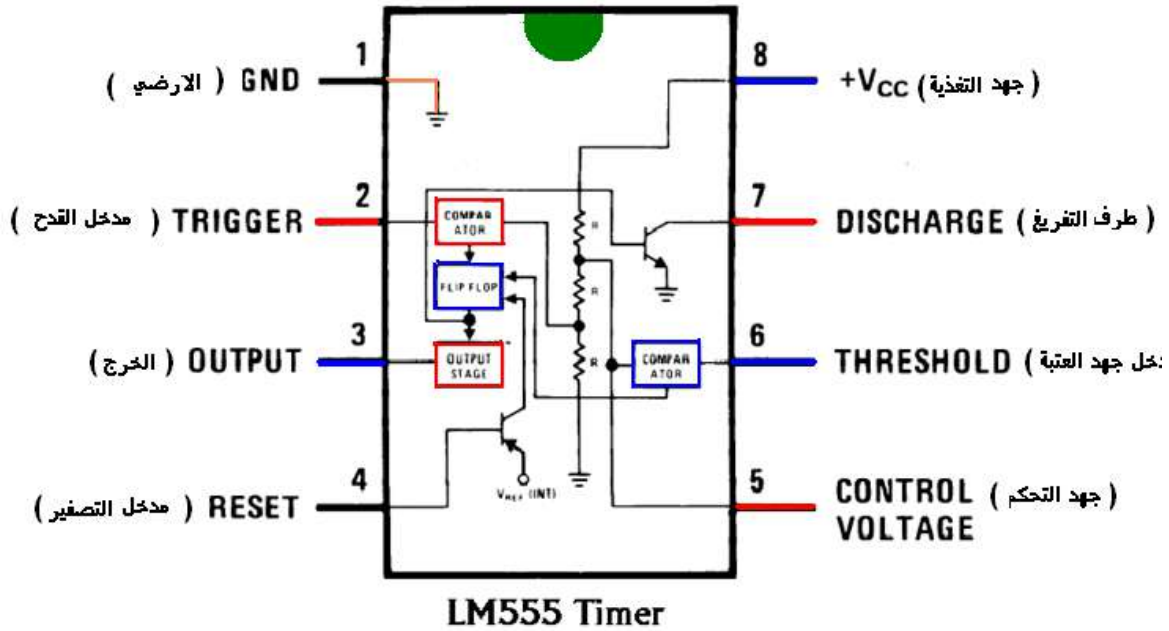 1
GND ( الارضي )
2
TRIGGER ( مدخل القدح )
3
OUTPUT ( الخرج )
4
RESET ( مدخل التصفير )
8
+VCC ( جهد التغذية )
7
DISCHARGE ( طرف التفريغ )
6
THRESHOLD ( دخل جهد العتبة
5
CONTROL ( جهد التحكم )
VOLTAGE
COMPAR
ATOR
FLIP FLOP
OUTPUT
STAGE
R
R
R
COMPAR
ATOR
VREF (INT)
LM555 Timer